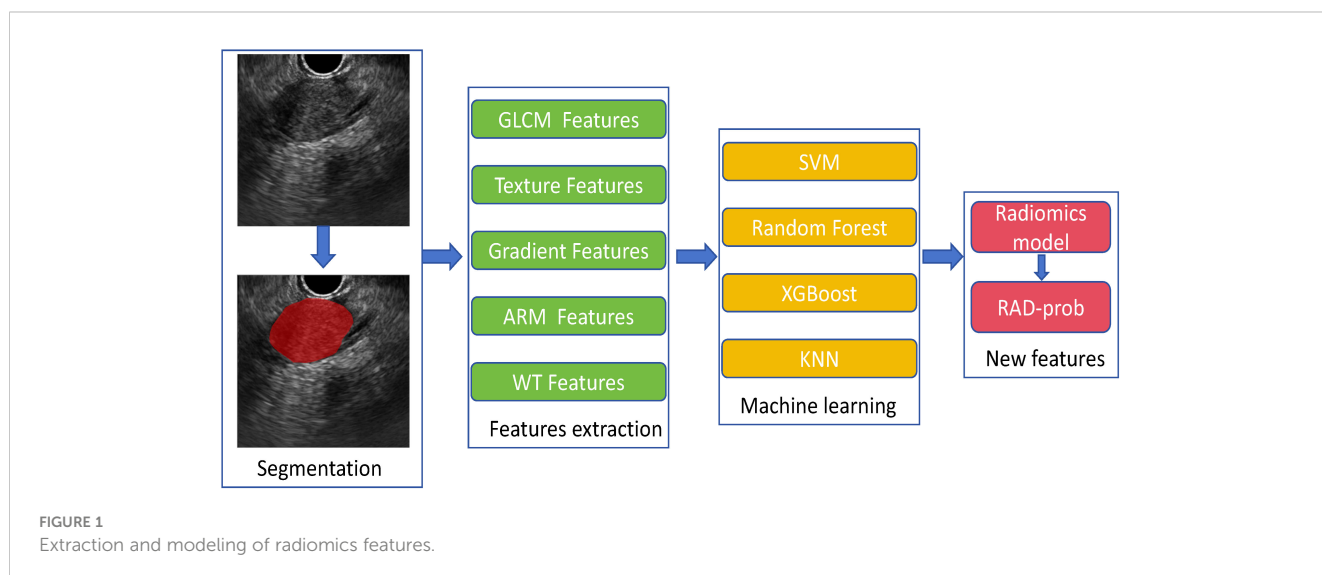 Segmentation
GLCM Features
Texture Features
Gradient Features
ARM Features
WT Features
Features extraction
SVM
Random Forest
XGBoost
KNN
Machine learning
Radiomics
model
RAD-prob
New features
FIGURE 1
Extraction and modeling of radiomics features.